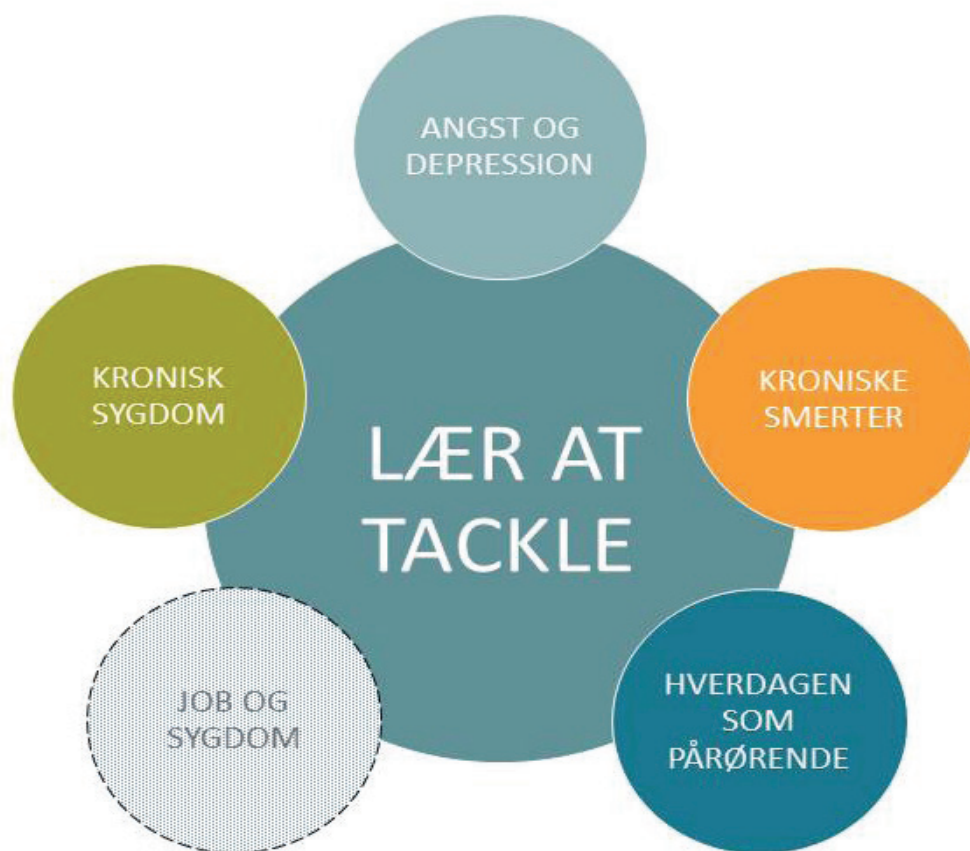 ANGST OG
DEPRESSION
KRONISK
SYGDOM
KRONISKE
SMERTER
LÆR AT
TACKLE
JOB OG
SYGDOM
HVERDAGEN
SOM
PÅRØRENDE